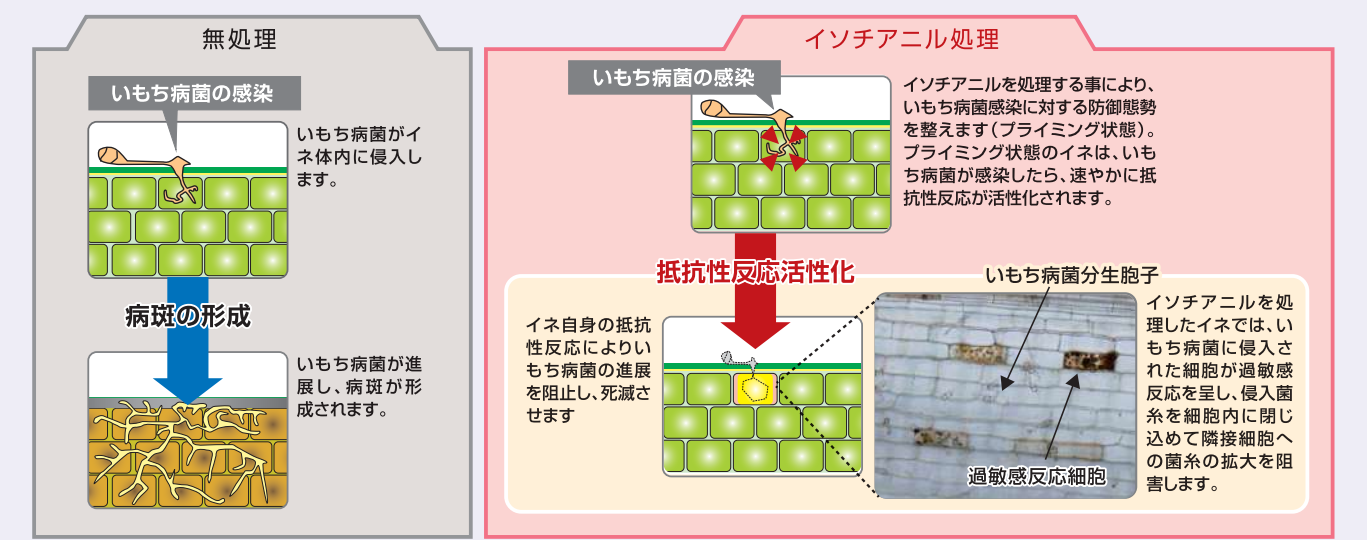 無処理
いもち病菌の感染
いもち病菌がイ
ネ体内に侵入し
ます。
病斑の形成
いもち病菌が進
展し、病斑が形
成されます。
イソチアニル処理
いもち病菌の感染
イソチアニルを処理する事により、
いもち病菌感染に対する防御態勢
を整えます(プライミング状態)。
プライミング状態のイネは、いも
ち病菌が感染したら、速やかに抵
抗性反応が活性化されます。
抵抗性反応活性化
イネ自身の抵抗
性反応によりい
もち病菌の進展
を阻止し、死滅さ
せます
いもち病菌分生胞子
過敏感反応細胞
イソチアニルを処
理したイネでは、い
もち病菌に侵入さ
れた細胞が過敏感
反応を呈し、侵入菌
糸を細胞内に閉じ
込めて隣接細胞へ
の菌糸の拡大を阻
害します。